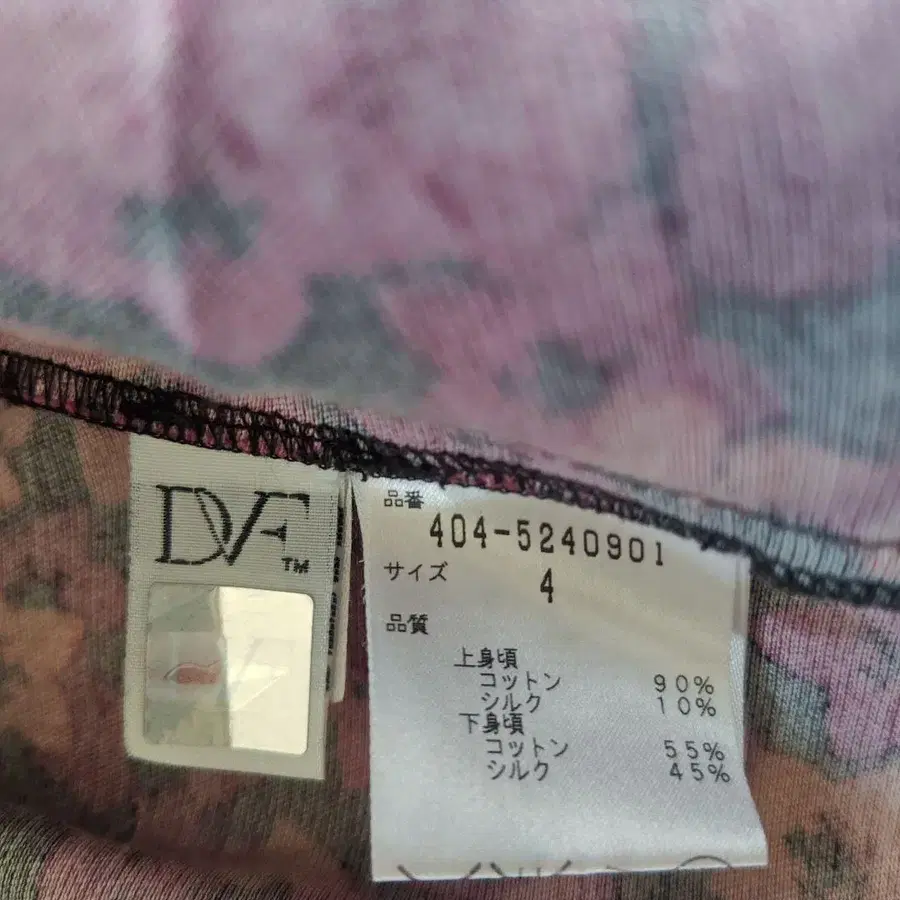 DVF
TM
品番
404-5240901
サイズ
4
品質
上身頃
コットン 90%
シルク 10%
下身頃
コットン 55%
シルク 45%